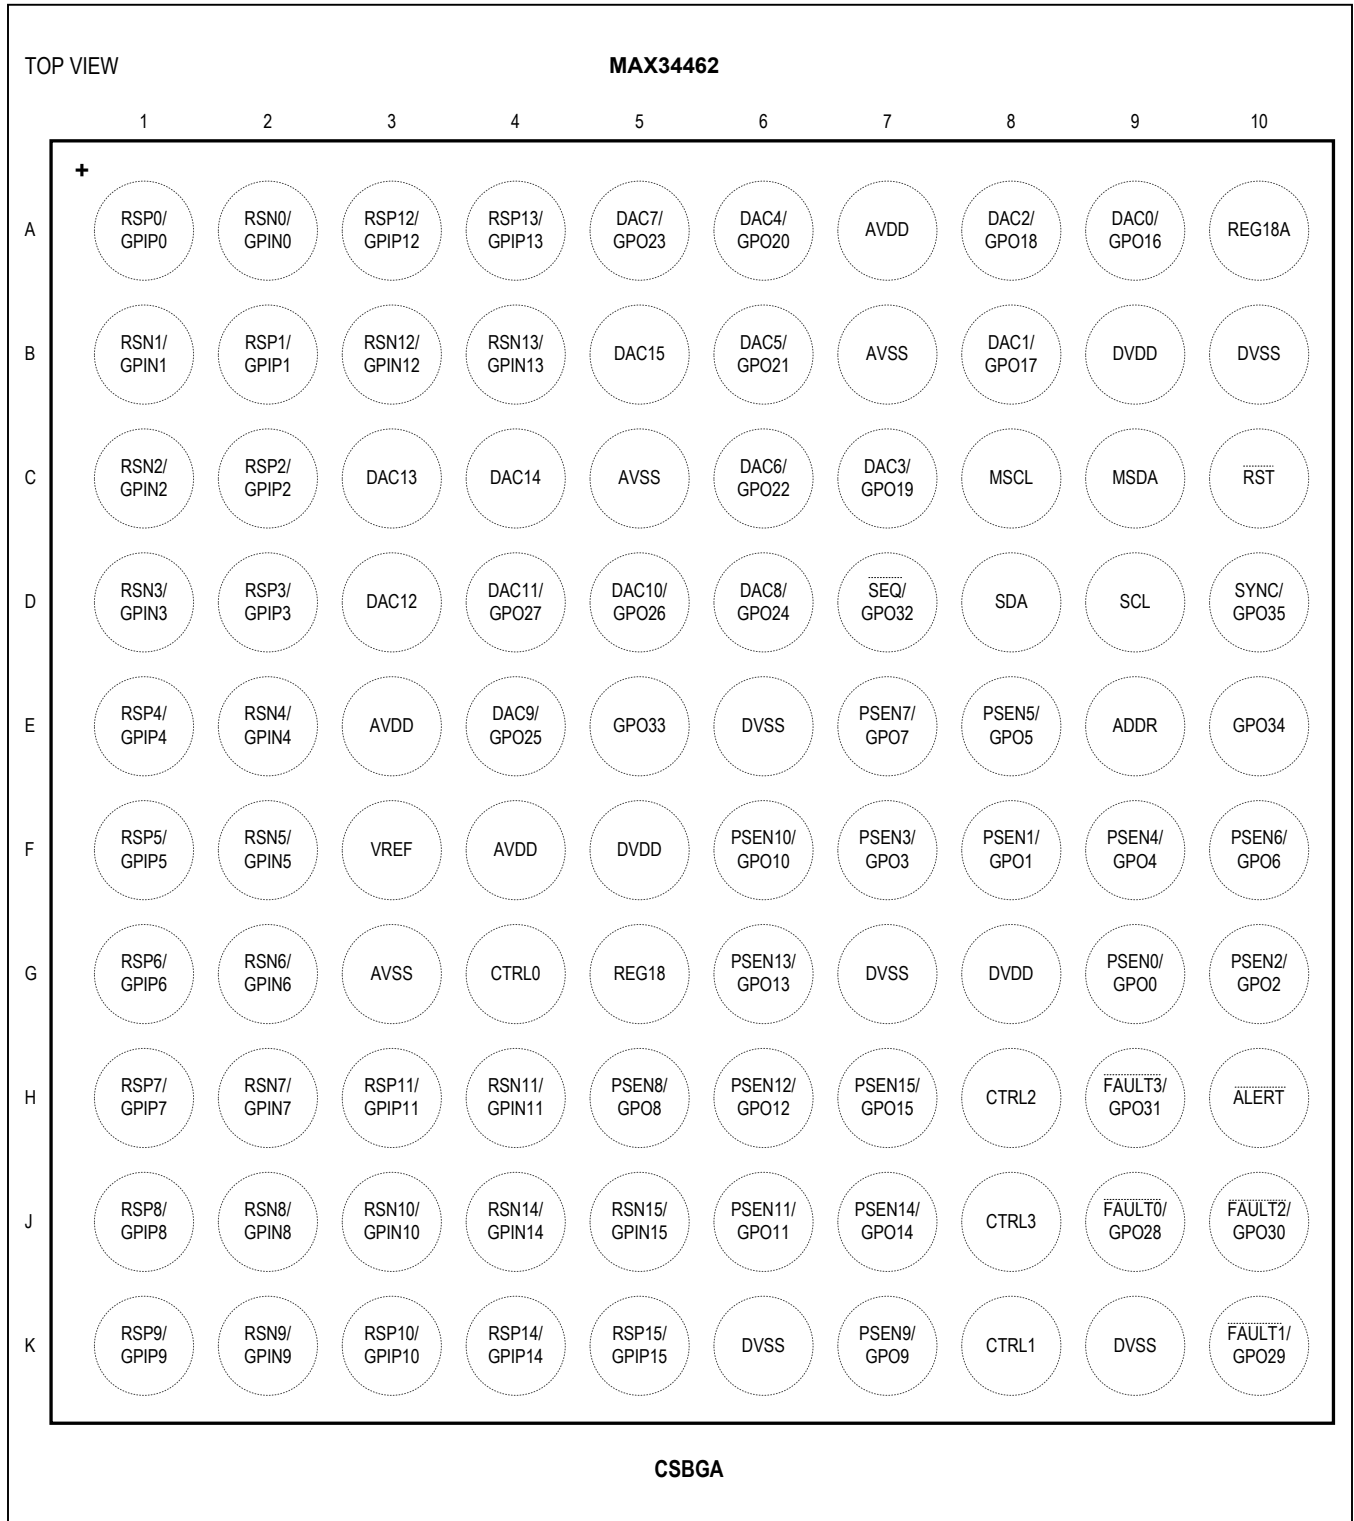 TOP VIEW
MAX34462
1 2 3 4 5 6 7 8 9 10
+
A
RSP0/ RSN0/ RSP12/ RSP13/ DAC7/ DAC4/ AVDD DAC2/ DAC0/ REG18A
GPIP0 GPIN0 GPIP12 GPIP13 GPO23 GPO20 GPO18 GPO16
B
RSN1/ RSP1/ RSN12/ RSN13/ DAC15 DAC5/ AVSS DAC1/ DVDD DVSS
GPIN1 GPIP1 GPIN12 GPIN13 GPO21 GPO17
C
RSN2/ RSP2/ DAC13 DAC14 AVSS DAC6/ DAC3/ MSCL MSDA RST
GPIN2 GPIP2 GPO22 GPO19
D
RSN3/ RSP3/ DAC12 DAC11/ DAC10/ DAC8/ SEQ/ SDA SCL SYNC/
GPIN3 GPIP3 GPO27 GPO26 GPO24 GPO32 GPO35
E
RSP4/ RSN4/ AVDD DAC9/ GPO33 DVSS PSEN7/ PSEN5/ ADDR GPO34
GPIP4 GPIN4 GPO25 GPO7 GPO5
F
RSP5/ RSN5/ VREF AVDD DVDD PSEN10/ PSEN3/ PSEN1/ PSEN4/ PSEN6/
GPIP5 GPIN5 GPO10 GPO3 GPO1 GPO4 GPO6
G
RSP6/ RSN6/ AVSS CTRL0 REG18 PSEN13/ DVSS DVDD PSEN0/ PSEN2/
GPIP6 GPIN6 GPO13 GPO0 GPO2
H
RSP7/ RSN7/ RSP11/ RSN11/ PSEN8/ PSEN12/ PSEN15/ CTRL2 FAULT3/ ALERT
GPIP7 GPIN7 GPIP11 GPIN11 GPO8 GPO12 GPO15 GPO31
J
RSP8/ RSN8/ RSN10/ RSN14/ RSN15/ PSEN11/ PSEN14/ CTRL3 FAULT0/ FAULT2/
GPIP8 GPIN8 GPIN10 GPIN14 GPIN15 GPO11 GPO14 GPO28 GPO30
K
RSP9/ RSN9/ RSP10/ RSP14/ RSP15/ DVSS PSEN9/ CTRL1 DVSS FAULT1/
GPIP9 GPIN9 GPIP10 GPIP14 GPIP15 GPO9 GPO29
CSBGA